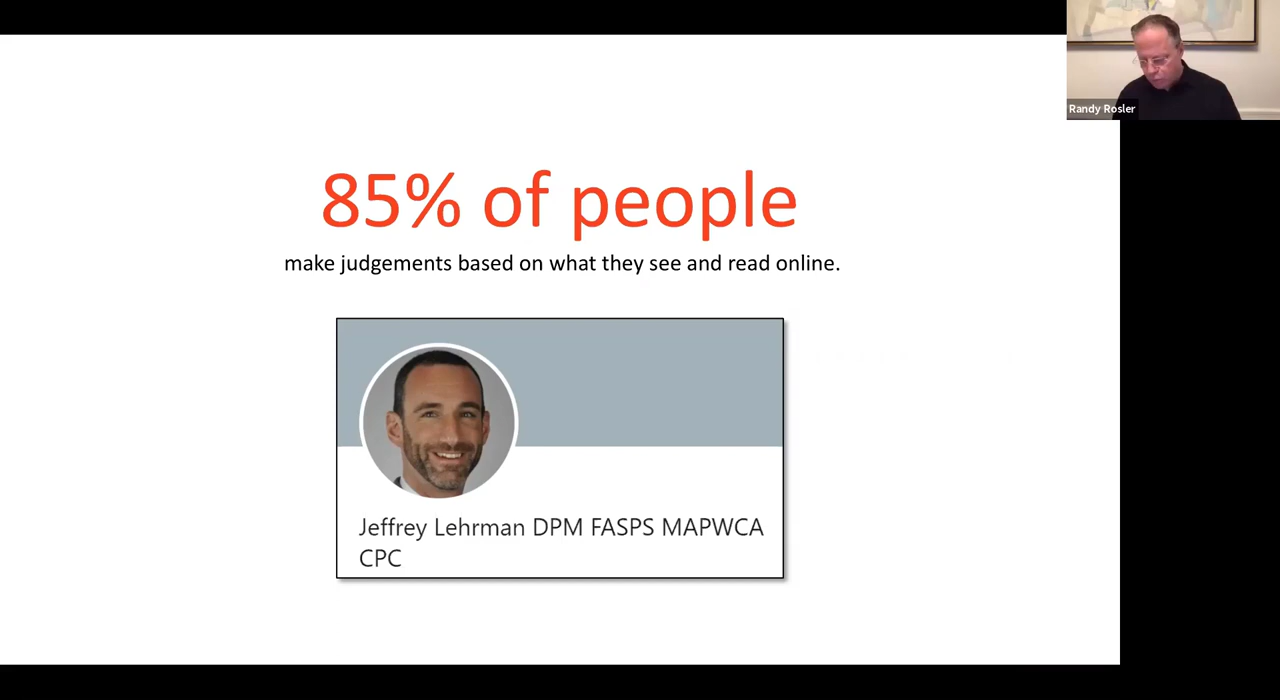 Randy Rosler
85% of people
make judgements based on what they see and read online.
Jeffrey Lehrman DPM FASPS MAPWCA
CPC